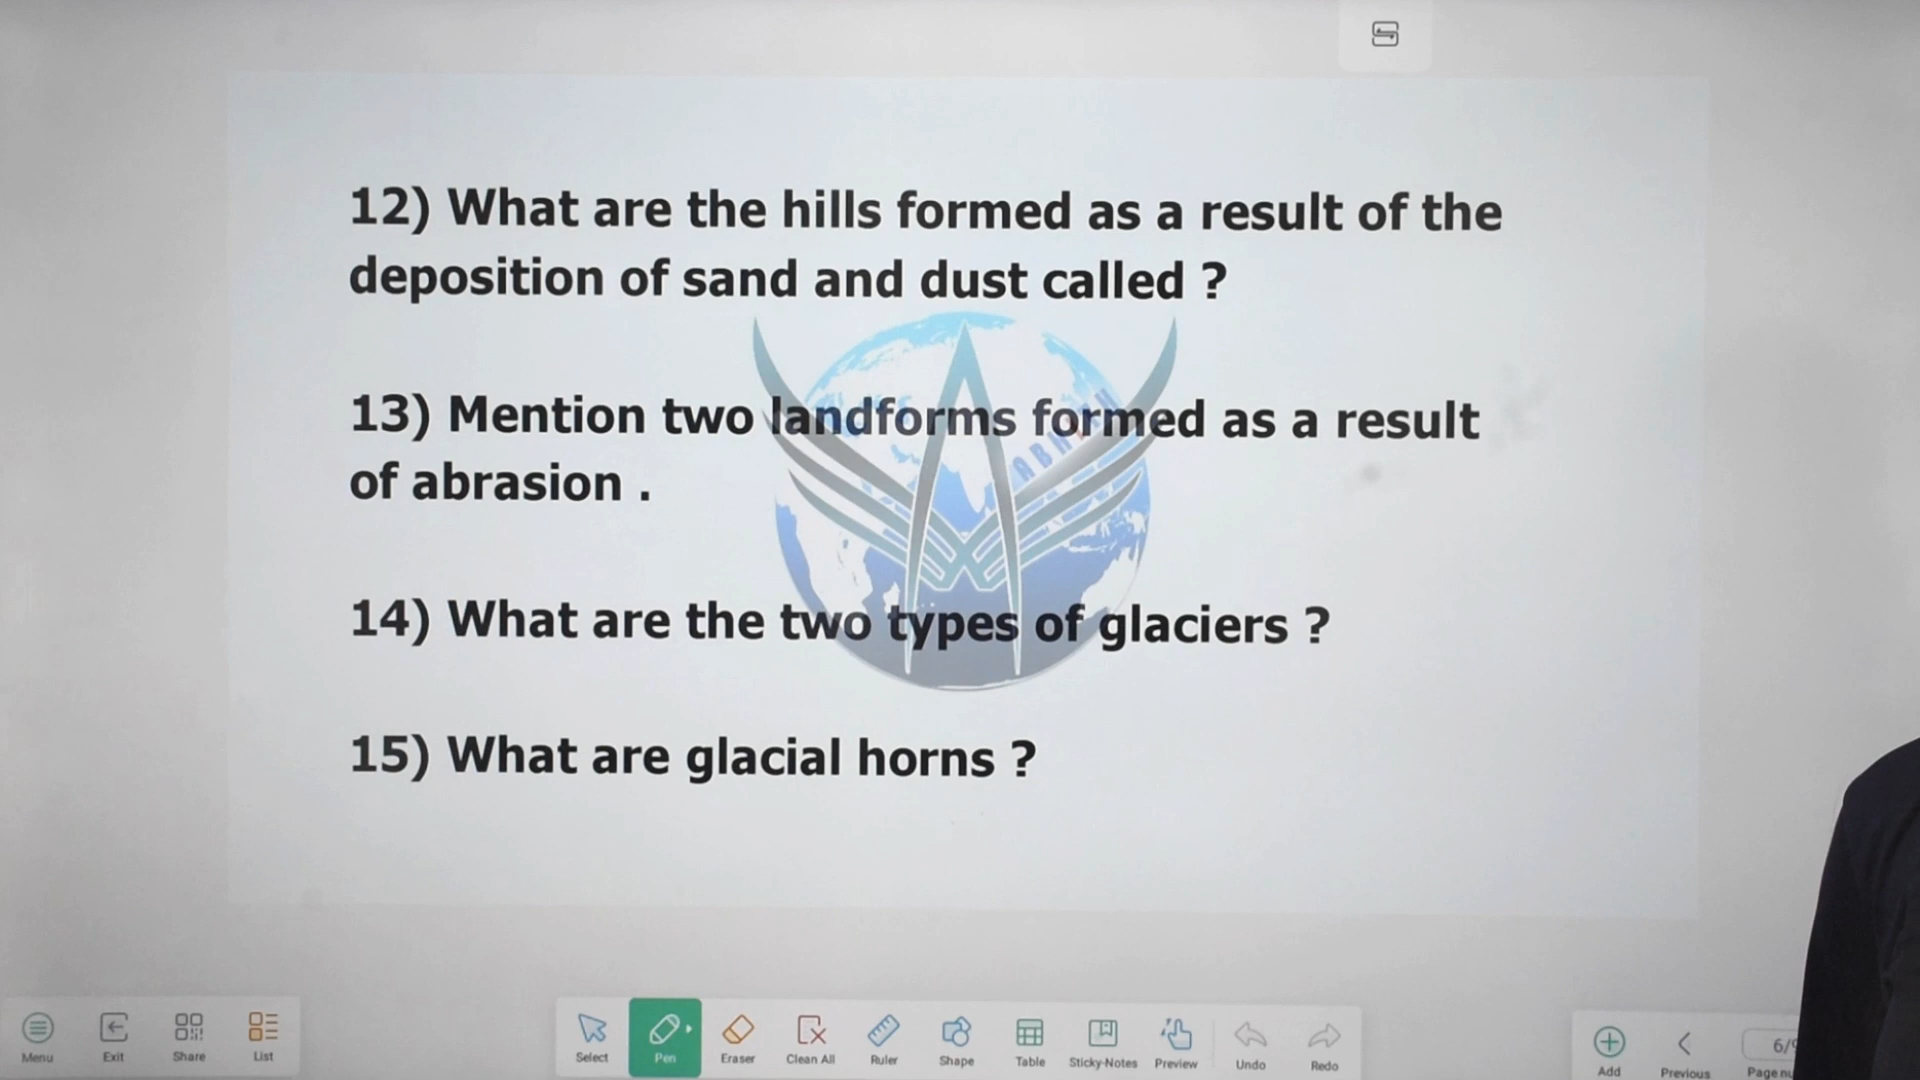 12) What are the hills formed as a result of the
deposition of sand and dust called ?
13) Mention two landforms formed as a result
of abrasion .
14) What are the two types of glaciers ?
15) What are glacial horns ?
Menu
Exit
Share
List
Select
Pen
Eraser
Clean All
Ruler
Shape
Table
Sticky-Notes
Preview
Undo
Redo
Add
Previous
6/
Page